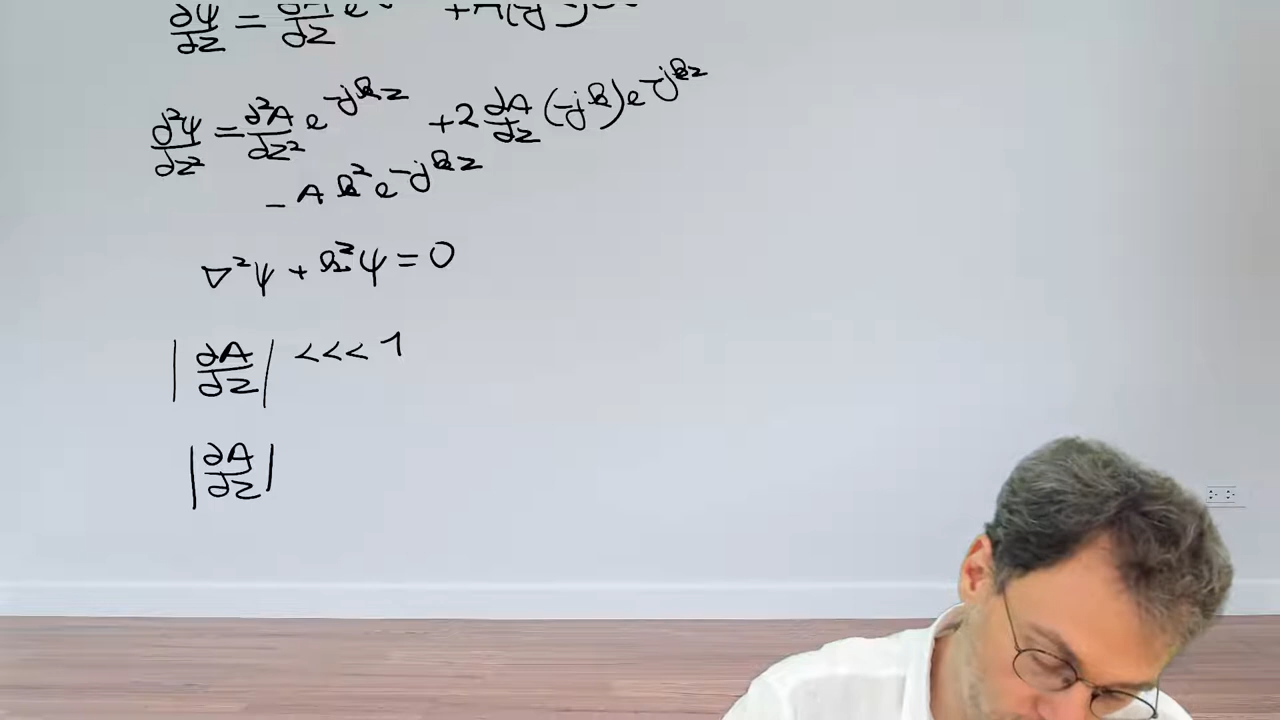 ∂ψ/∂z = ∂A/∂z e
∂²ψ/∂z² = ∂²A/∂z² e^-jkz + 2 ∂A/∂z (-jk) e^-jkz
- A k² e^-jkz
∇²ψ + k²ψ = 0
|∂A/∂z| <<< 1
|∂A/∂z|